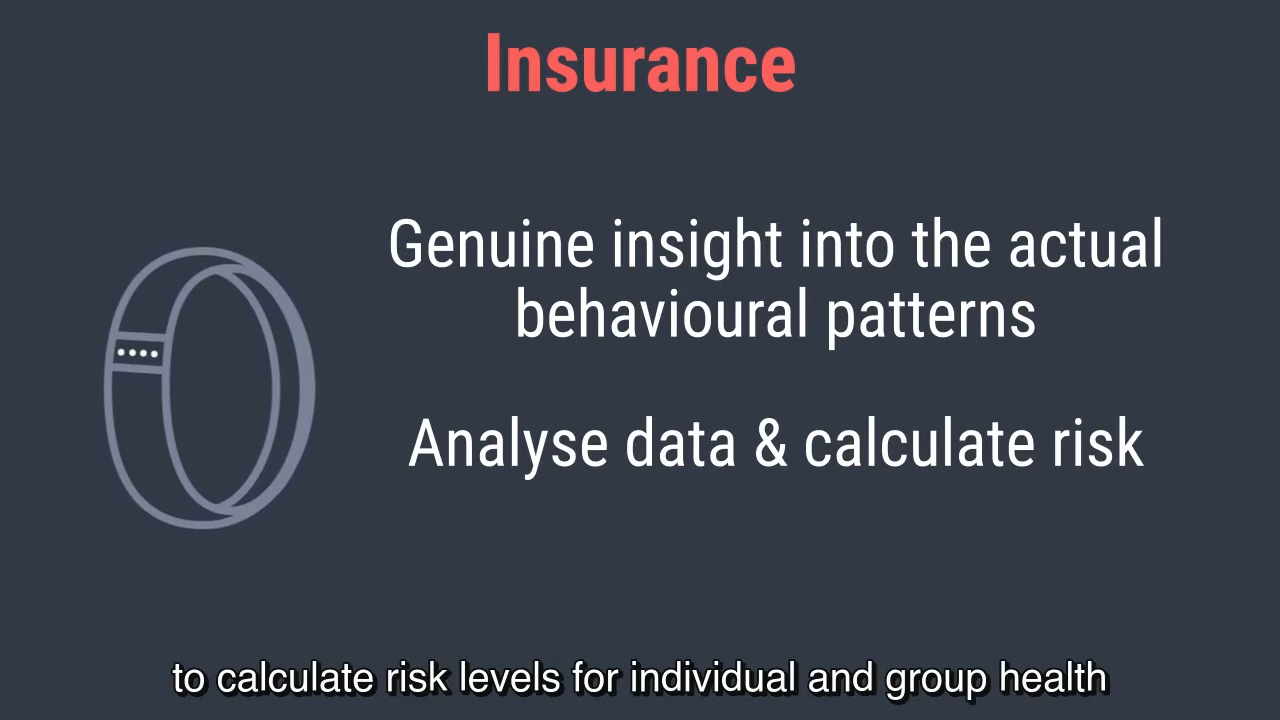 Insurance
Genuine insight into the actual
behavioural patterns
Analyse data & calculate risk
to calculate risk levels for individual and group health